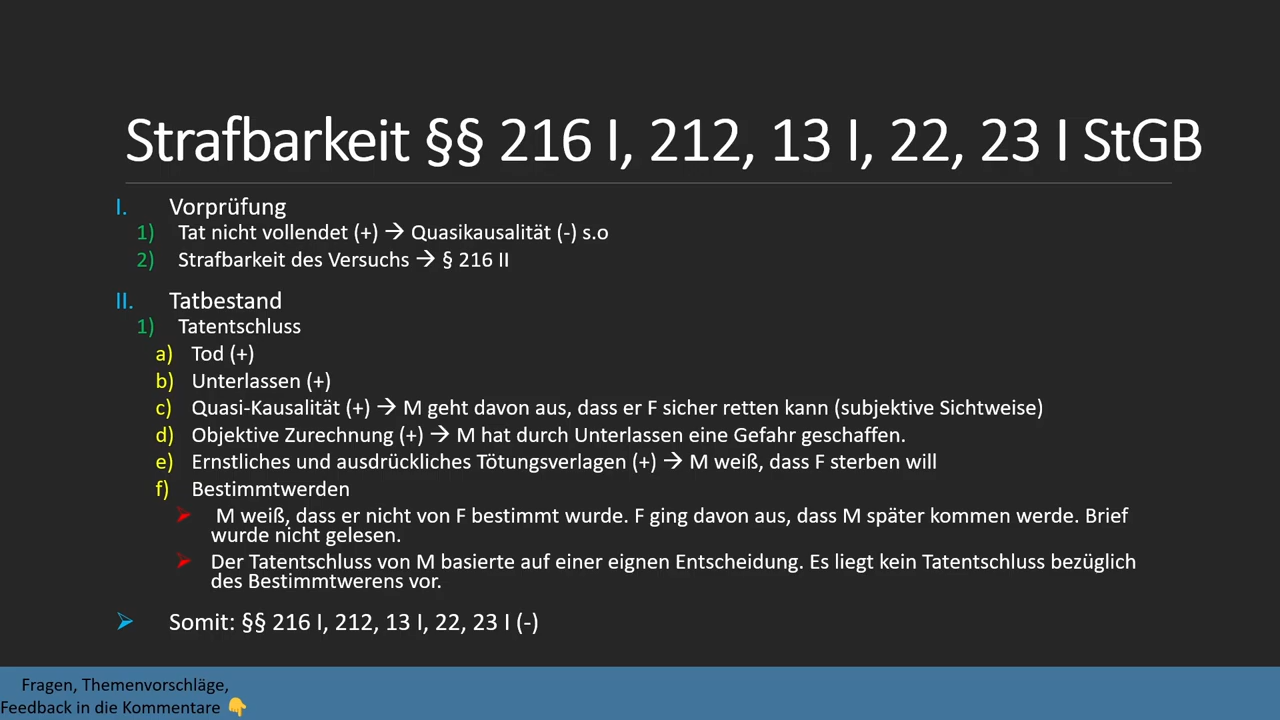 Strafbarkeit §§ 216 I, 212, 13 I, 22, 23 I StGB
I. Vorprüfung
1) Tat nicht vollendet (+) → Quasikausalität (-) s.o
2) Strafbarkeit des Versuchs → § 216 II
II. Tatbestand
1) Tatentschluss
a) Tod (+)
b) Unterlassen (+)
c) Quasi-Kausalität (+) → M geht davon aus, dass er F sicher retten kann (subjektive Sichtweise)
d) Objektive Zurechnung (+) → M hat durch Unterlassen eine Gefahr geschaffen.
e) Ernstliches und ausdrückliches Tötungsverlagen (+) → M weiß, dass F sterben will
f) Bestimmtwerden
➢ M weiß, dass er nicht von F bestimmt wurde. F ging davon aus, dass M später kommen werde. Brief
wurde nicht gelesen.
➢ Der Tatentschluss von M basierte auf einer eignen Entscheidung. Es liegt kein Tatentschluss bezüglich
des Bestimmtwerens vor.
➢ Somit: §§ 216 I, 212, 13 I, 22, 23 I (-)
Fragen, Themenvorschläge,
Feedback in die Kommentare 👇